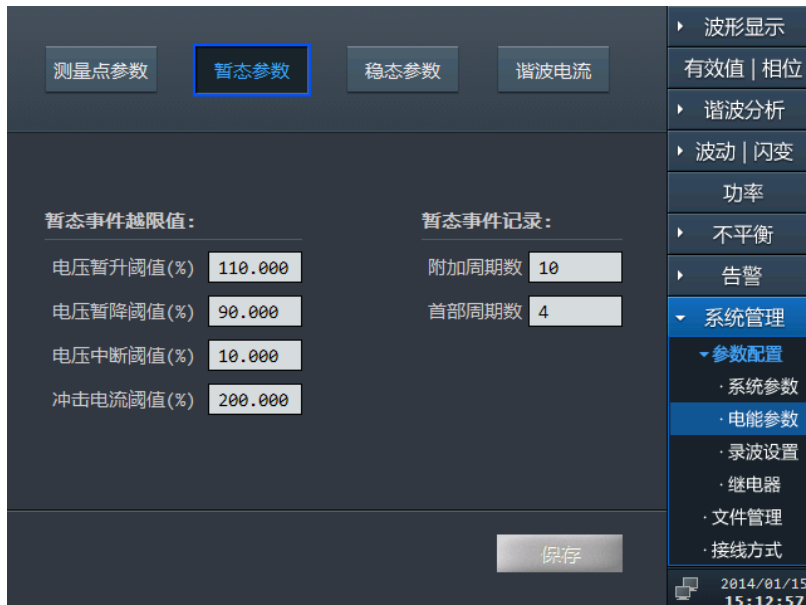 测量点参数
暂态参数
稳态参数
谐波电流
暂态事件越限值:
电压暂升阈值(%) 110.000
电压暂降阈值(%) 90.000
电压中断阈值(%) 10.000
冲击电流阈值(%) 200.000
暂态事件记录:
附加周期数 10
首部周期数 4
保存
波形显示
有效值 | 相位
谐波分析
波动 | 闪变
功率
不平衡
告警
系统管理
参数配置
·系统参数
·电能参数
·录波设置
·继电器
·文件管理
·接线方式
2014/01/15
15:12:57